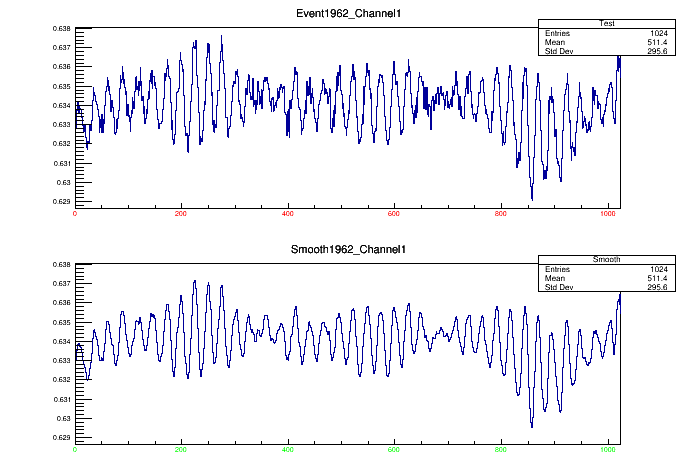 Event1962_Channel1
Test
Entries 1024
Mean 511.4
Std Dev 295.6
0.638
0.637
0.636
0.635
0.634
0.633
0.632
0.631
0.63
0.629
0 200 400 600 800 1000
Smooth1962_Channel1
Smooth
Entries 1024
Mean 511.4
Std Dev 295.6
0.638
0.637
0.636
0.635
0.634
0.633
0.632
0.631
0.63
0.629
0 200 400 600 800 1000